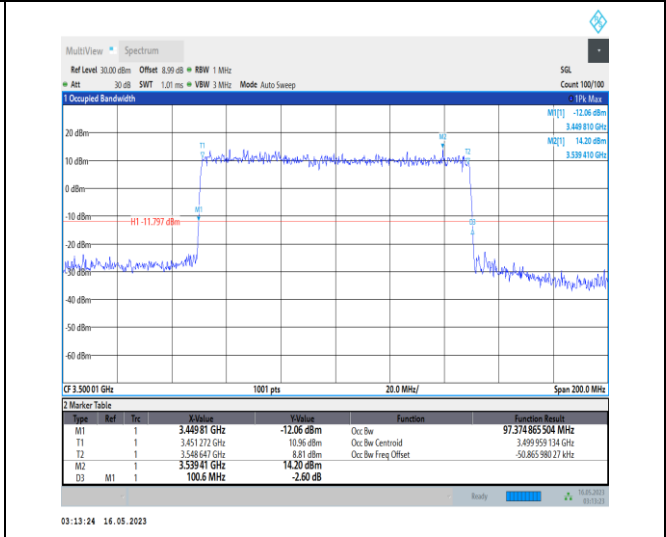 MultiView Spectrum
Ref Level 30.00 dBm Offset 8.99 dB RBW 1 MHz SGL
Att 30 dB SWT 1.01 ms VBW 3 MHz Mode Auto Sweep Count 100/100
1 Occupied Bandwidth 1Pk Max
M1[1] -12.06 dBm
3.449 810 GHz
M2[1] 14.20 dBm
3.539 410 GHz
20 dBm
M2
T1
T2
10 dBm
0 dBm
M1
-10 dBm
H1 -11.797 dBm
D3
-20 dBm
-30 dBm
-40 dBm
-50 dBm
-60 dBm
CF 3.500 01 GHz 1001 pts 20.0 MHz/ Span 200.0 MHz
2 Marker Table
Type Ref Trc X-Value Y-Value Function Function Result
M1 1 3.449 81 GHz -12.06 dBm Occ Bw 97.374 865 504 MHz
T1 1 3.451 272 GHz 10.96 dBm Occ Bw Centroid 3.499 959 134 GHz
T2 1 3.548 647 GHz 8.81 dBm Occ Bw Freq Offset -50.865 980 27 kHz
M2 1 3.539 41 GHz 14.20 dBm
D3 M1 1 100.6 MHz -2.60 dB
Ready 16.05.2023
03:13:23
03:13:24 16.05.2023